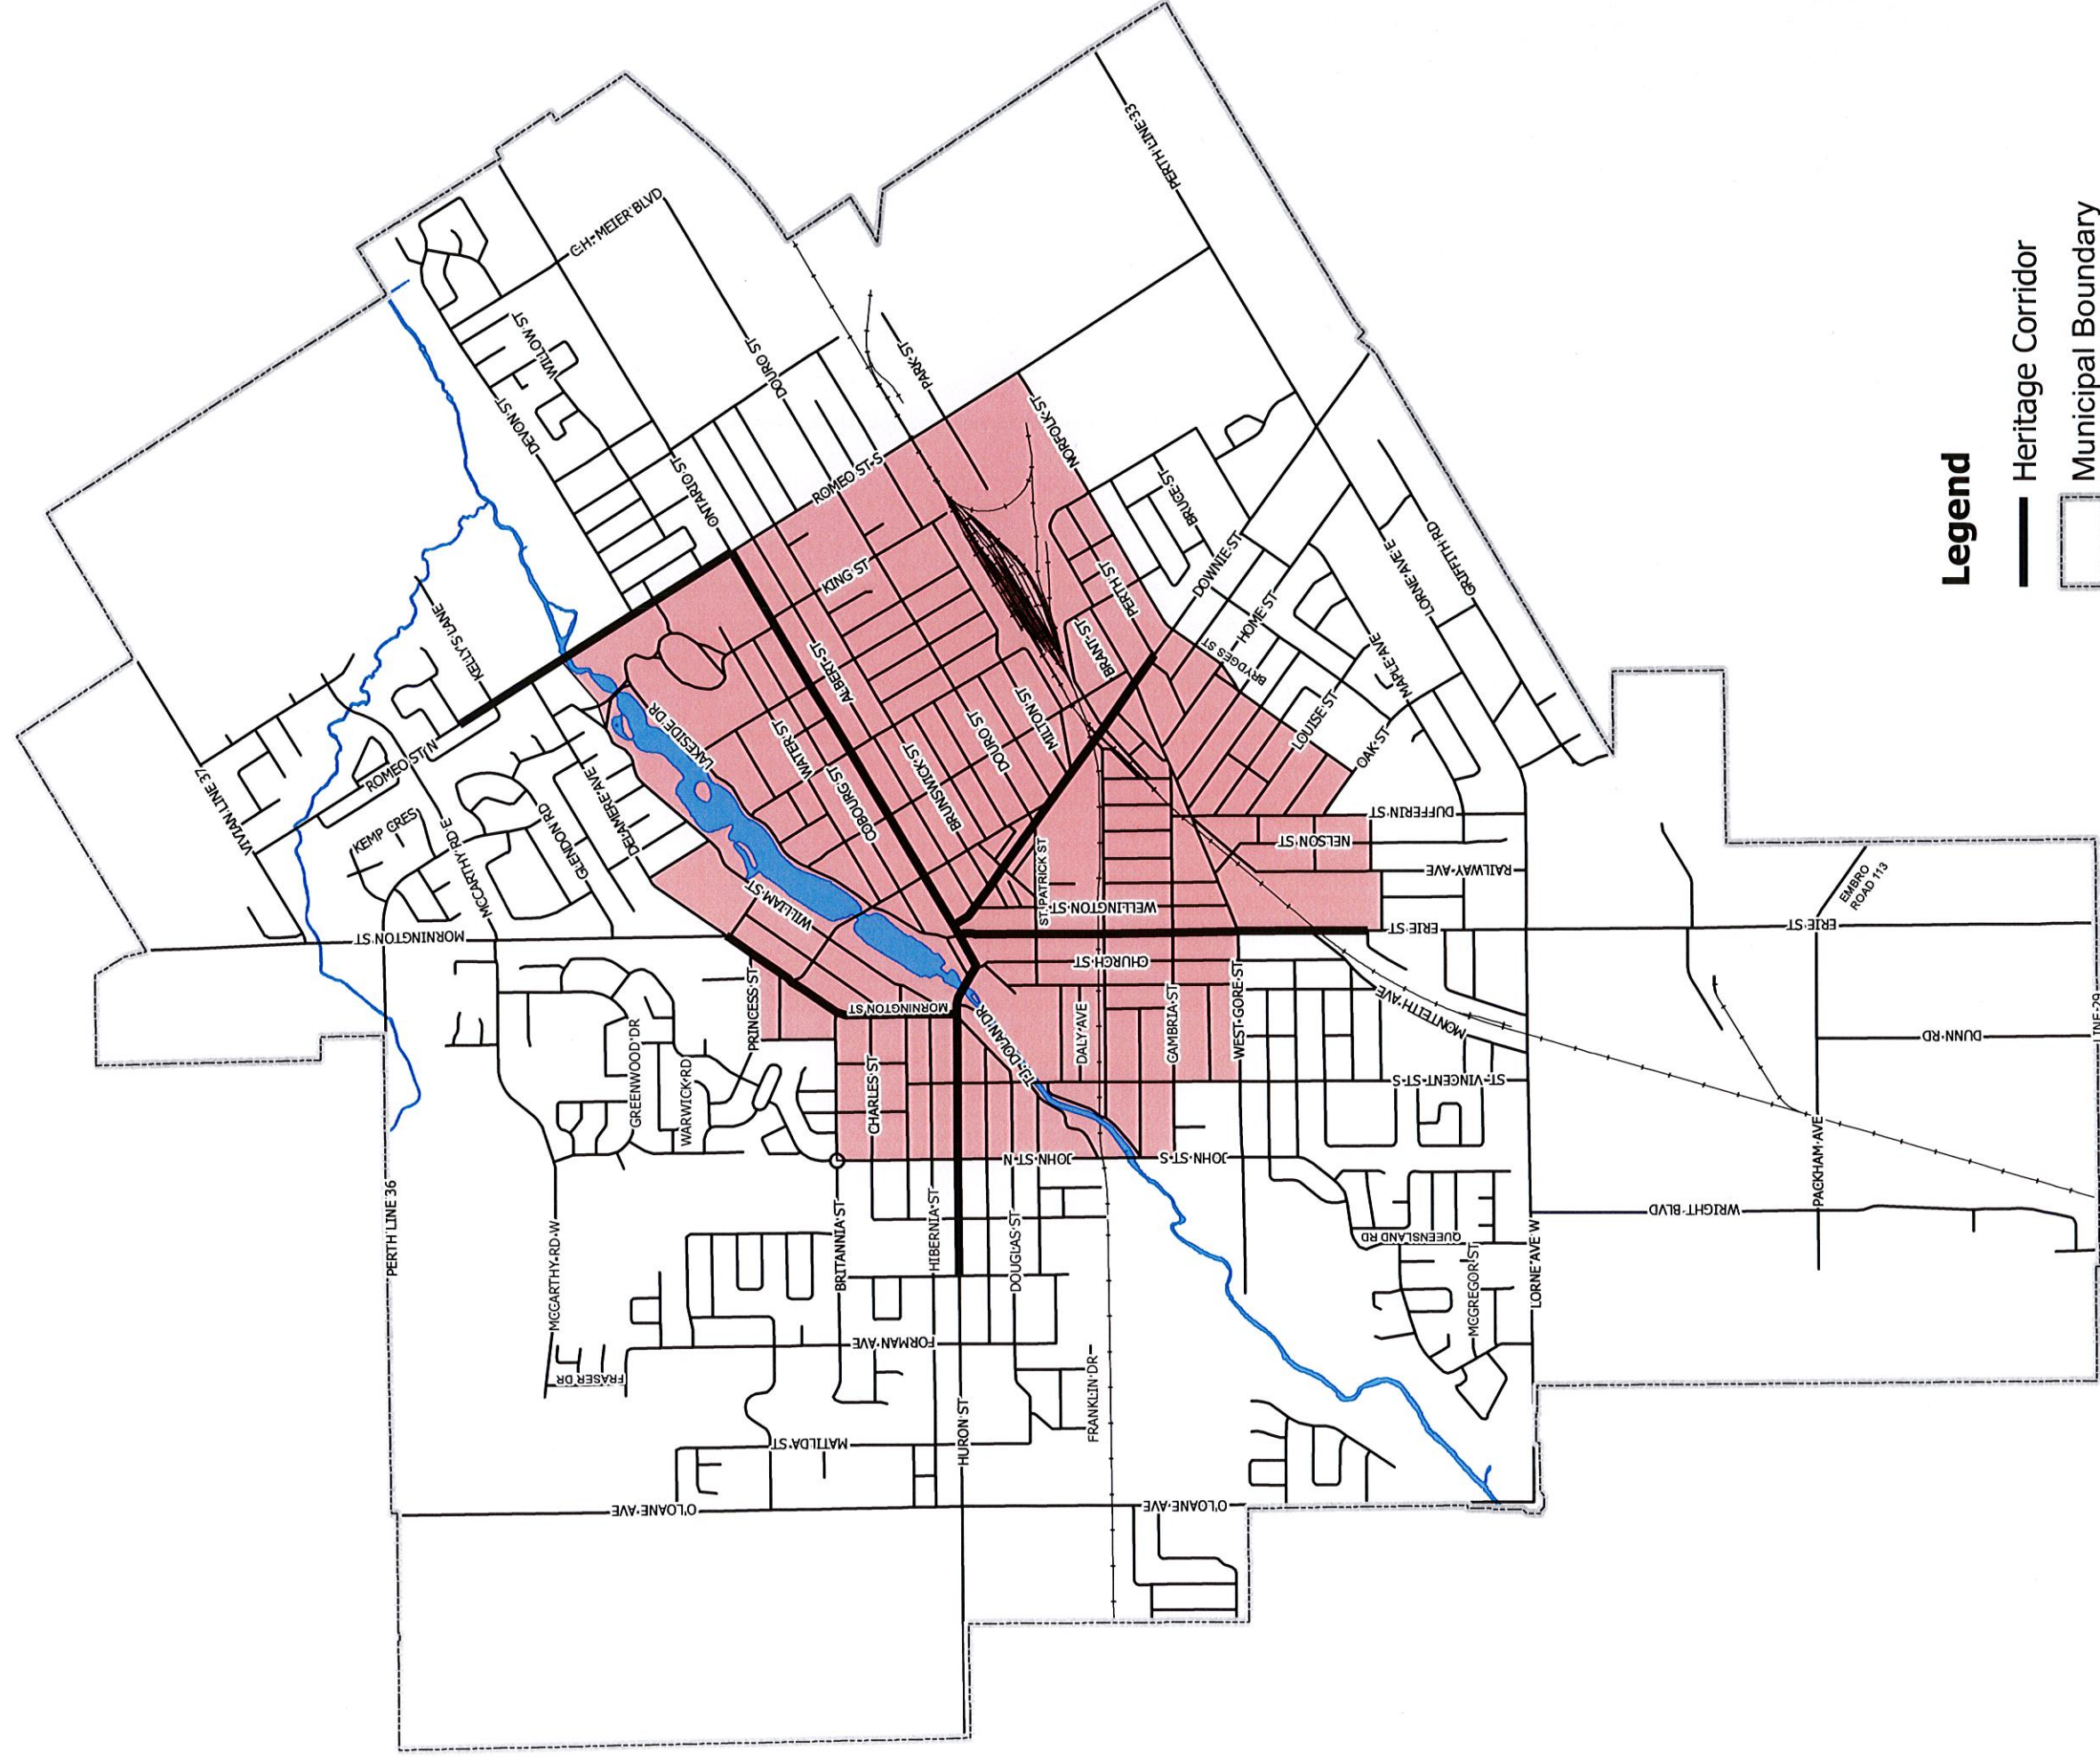 PERTH LINE 33
C.H. MEIER BLVD
WILLOW ST
DOURO ST
PARK ST
DEVON ST
NORFOLK ST
ONTARIO ST
ROMEO ST S
BRUCE ST
KING ST
PERTH ST
DOWNIE ST
LORNE AVE E
GRIFFITH RD
HOME ST
KELLY'S LANE
ALBERT ST
BRANT ST
BRYDGES ST
MAPLE AVE
LAKESIDE DR
WATER ST
MILTON ST
DOURO ST
LOUISE ST
OAK ST
VIVIAN LINE 37
ROMEO ST N
KEMP CRES
MCCARTHY RD E
GLENDON RD
DELAMERE AVE
COBOURG ST
BRUNSWICK ST
DUFFERIN ST
NELSON ST
RAILWAY AVE
ST. PATRICK ST
WILLIAM ST
WELLINGTON ST
EMBRO
ROAD 113
MORNINGTON ST
ERIE ST
ERIE ST
CHURCH ST
PRINCESS ST
MORNINGTON ST
T.J. DOLAN DR
DALY AVE
CAMBRIA ST
WEST GORE ST
MONTEITH AVE
DUNN RD
LINE 29
GREENWOOD DR
WARWICK RD
CHARLES ST
ST VINCENT ST S
JOHN ST N
JOHN ST S
PACKHAM AVE
PERTH LINE 36
MCCARTHY RD W
BRITANNIA ST
HIBERNIA ST
DOUGLAS ST
QUEENSLAND RD
MCGREGOR ST
LORNE AVE W
WRIGHT BLVD
FORMAN AVE
FRASER DR
FRANKLIN DR
HURON ST
MATILDA ST
O'LOANE AVE
O'LOANE AVE
Legend
Heritage Corridor
Municipal Boundary